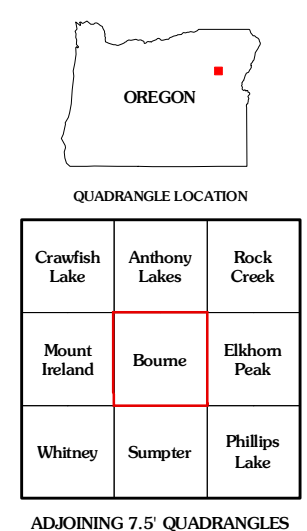 OREGON
QUADRANGLE LOCATION
Crawfish
Lake
Anthony
Lakes
Rock
Creek
Mount
Ireland
Bourne
Elkhorn
Peak
Whitney
Sumpter
Phillips
Lake
ADJOINING 7.5' QUADRANGLES